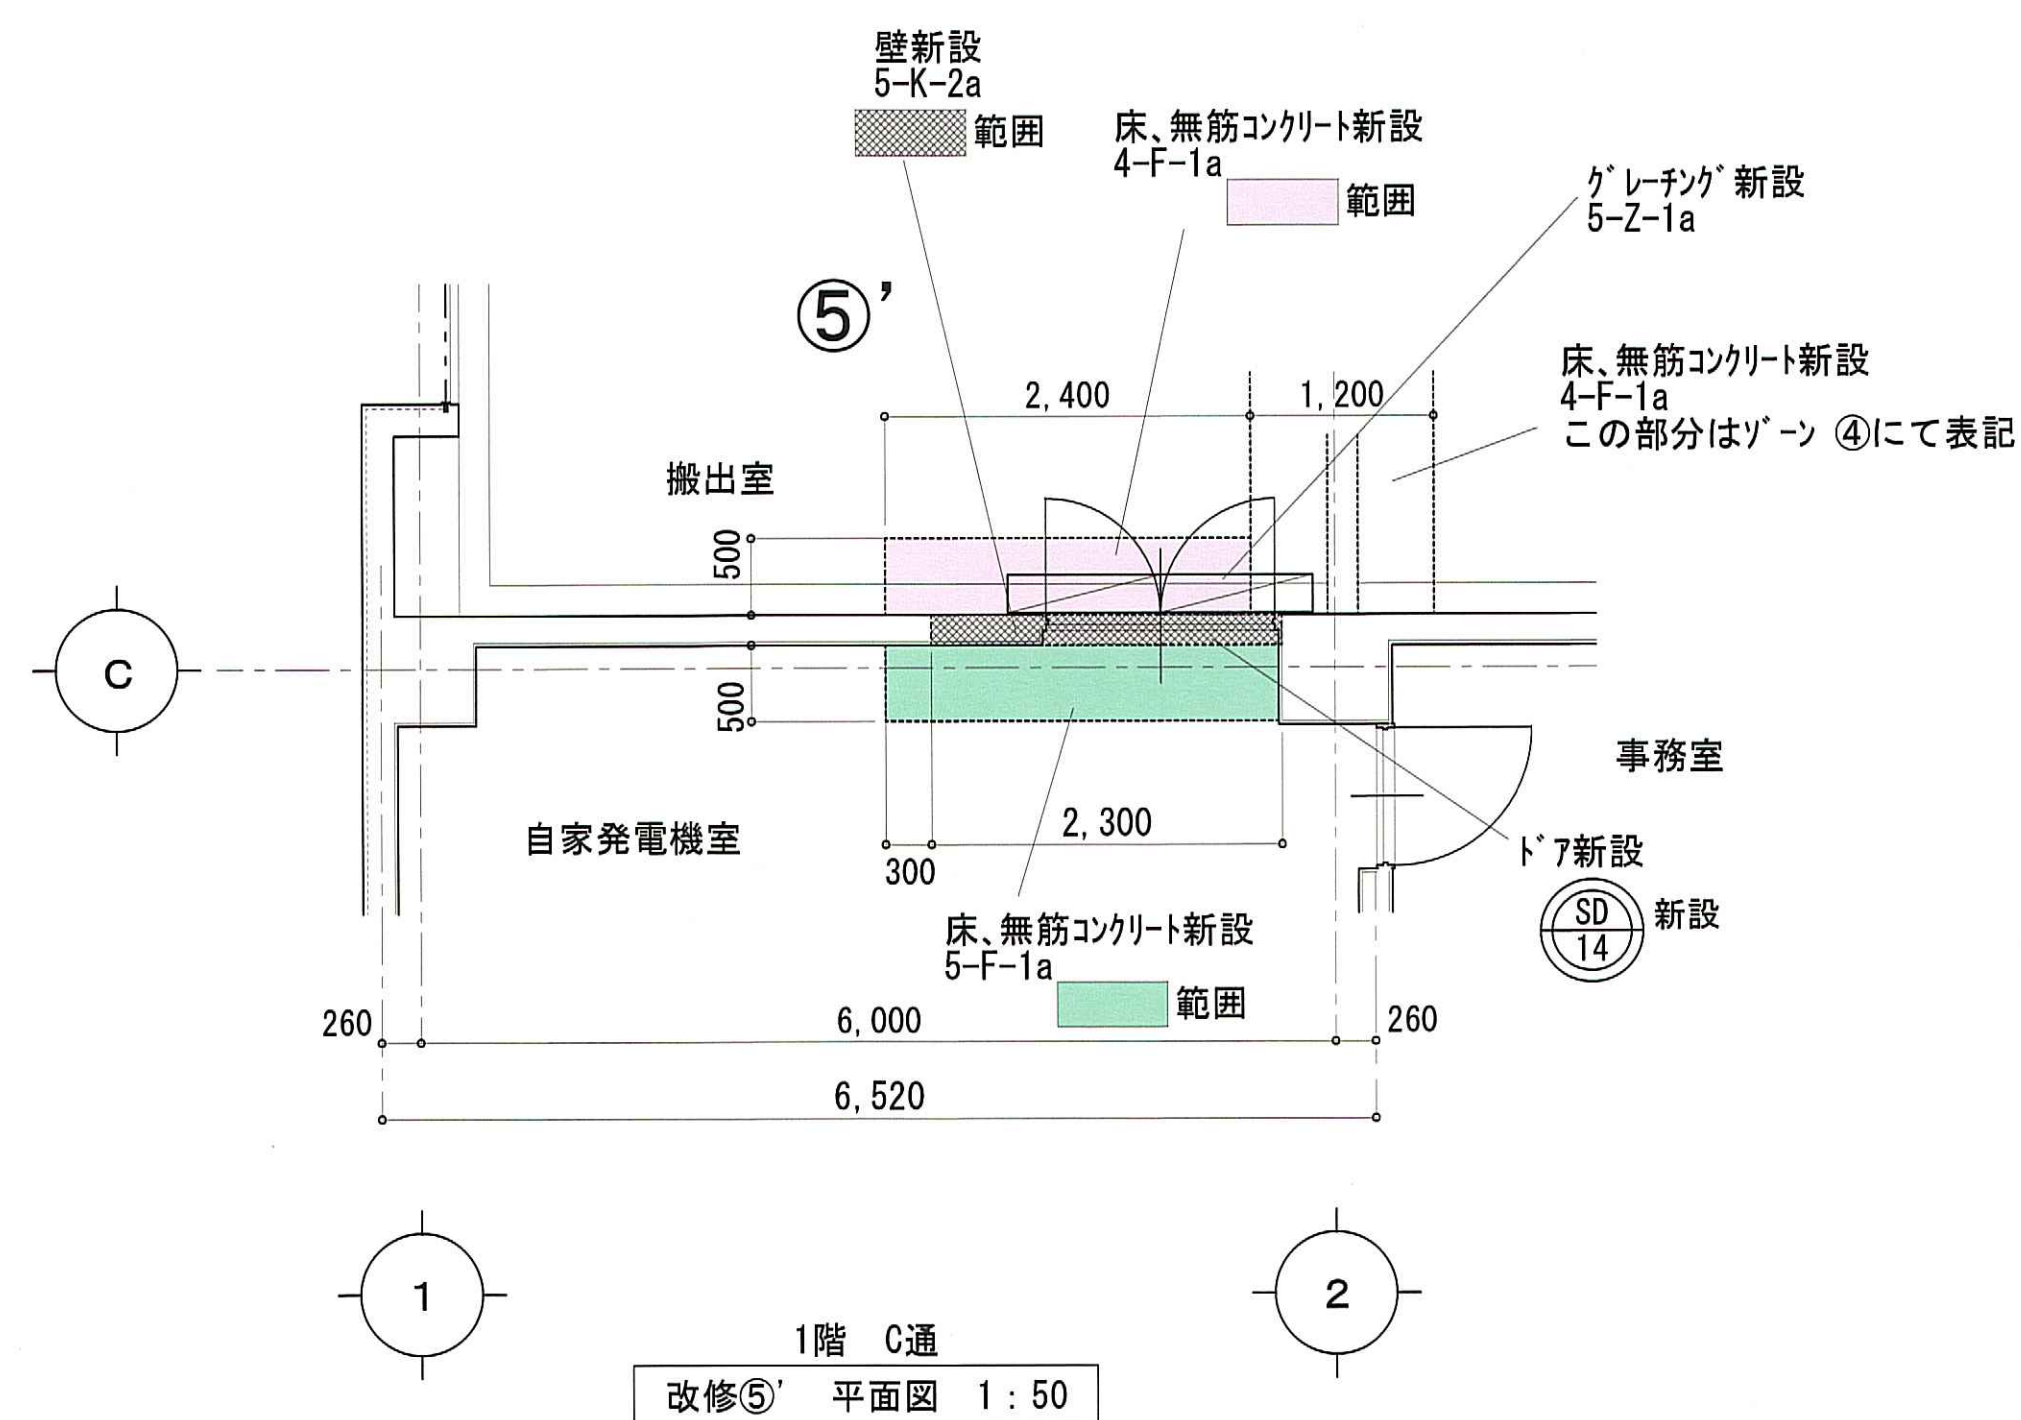 壁新設
5-K-2a
範囲
床、無筋ｺﾝｸﾘｰﾄ新設
4-F-1a
範囲
ｸﾞﾚｰﾁﾝｸﾞ新設
5-Z-1a
⑤'
床、無筋ｺﾝｸﾘｰﾄ新設
4-F-1a
この部分はｿﾞｰﾝ ④にて表記
2,400
1,200
搬出室
500
C
500
事務室
自家発電機室
2,300
300
ﾄﾞｱ新設
SD
14
新設
床、無筋ｺﾝｸﾘｰﾄ新設
5-F-1a
範囲
260
6,000
260
6,520
1
2
1階　C通
改修⑤'　平面図　1:50